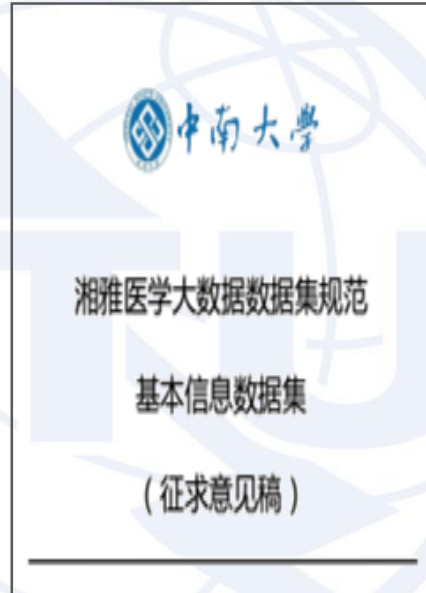 中南大學
湘雅医学大数据数据集规范
基本信息数据集
（征求意见稿）